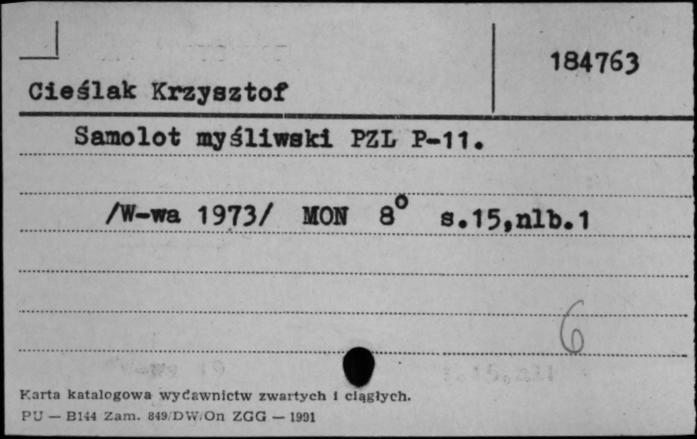 184763
Cieślak Krzysztof
Samolot myśliwski PZL P-11.
/W-wa 1973/ MON 8° s.15,nlb.1
6
Karta katalogowa wydawnictw zwartych i ciągłych.
PU — B144 Zam. 849/DW/On ZGG — 1991